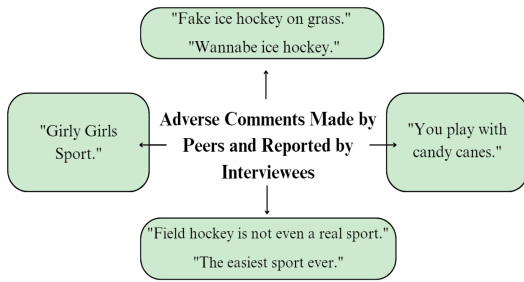 "Fake ice hockey on grass."
"Wannabe ice hockey."
"Girly Girls
Sport."
Adverse Comments Made by
Peers and Reported by
Interviewees
"You play with
candy canes."
"Field hockey is not even a real sport."
"The easiest sport ever."